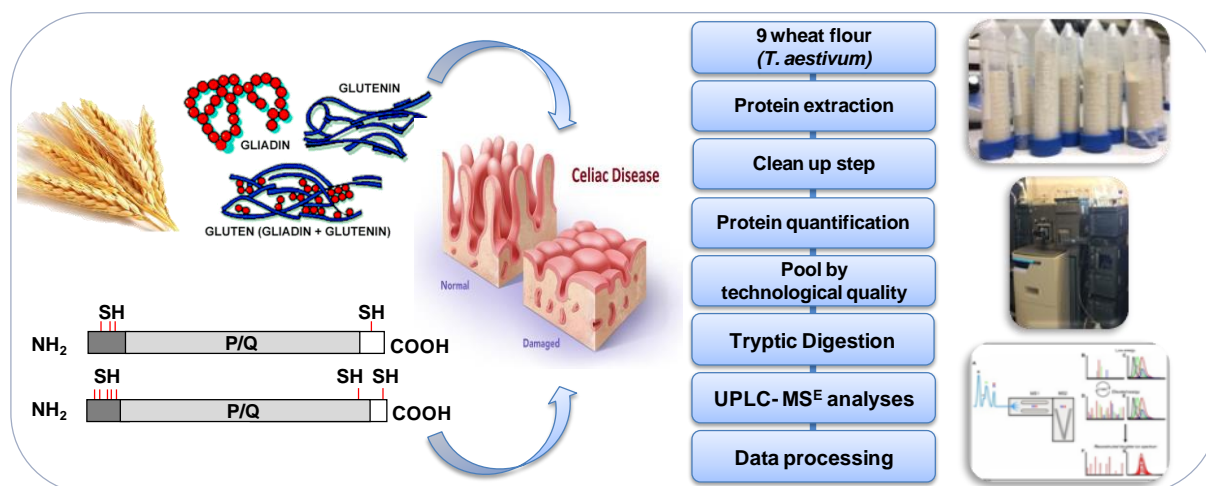 GLIADIN
GLUTENIN
GLUTEN (GLIADIN + GLUTENIN)
Celiac Disease
Normal
Damaged
SH
NH2
P/Q
COOH
SH
SH
SH
NH2
P/Q
COOH
9 wheat flour
(T. aestivum)
Protein extraction
Clean up step
Protein quantification
Pool by
technological quality
Tryptic Digestion
UPLC- MSE analyses
Data processing